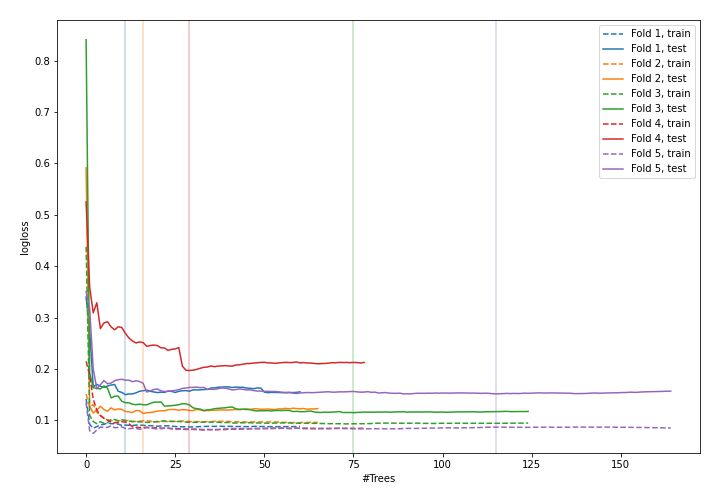 Fold 1, train
Fold 1, test
Fold 2, train
Fold 2, test
Fold 3, train
Fold 3, test
Fold 4, train
Fold 4, test
Fold 5, train
Fold 5, test
0.8
0.7
0.6
0.5
0.4
0.3
0.2
0.1
logloss
0 25 50 75 100 125 150
#Trees